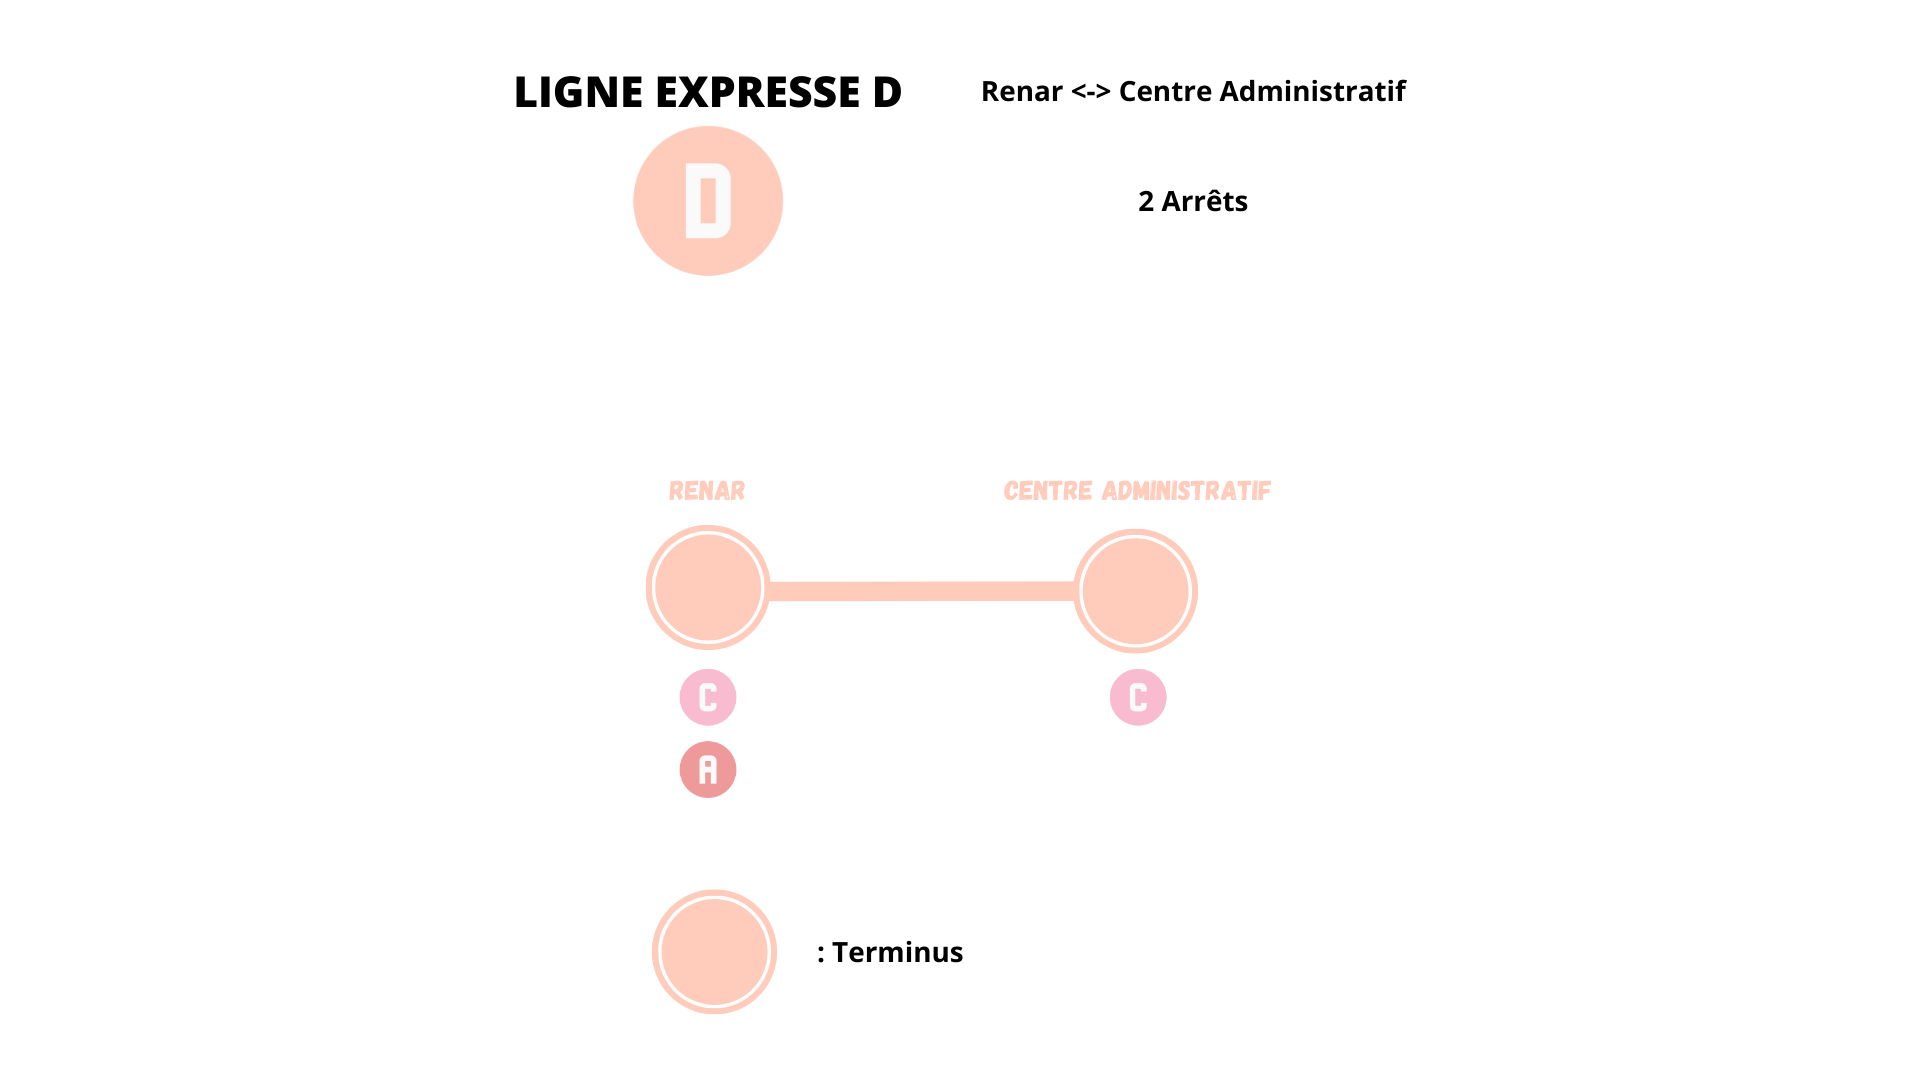 LIGNE EXPRESSE D
Renar <-> Centre Administratif
D
2 Arrêts
RENAR
CENTRE ADMINISTRATIF
C
C
A
: Terminus